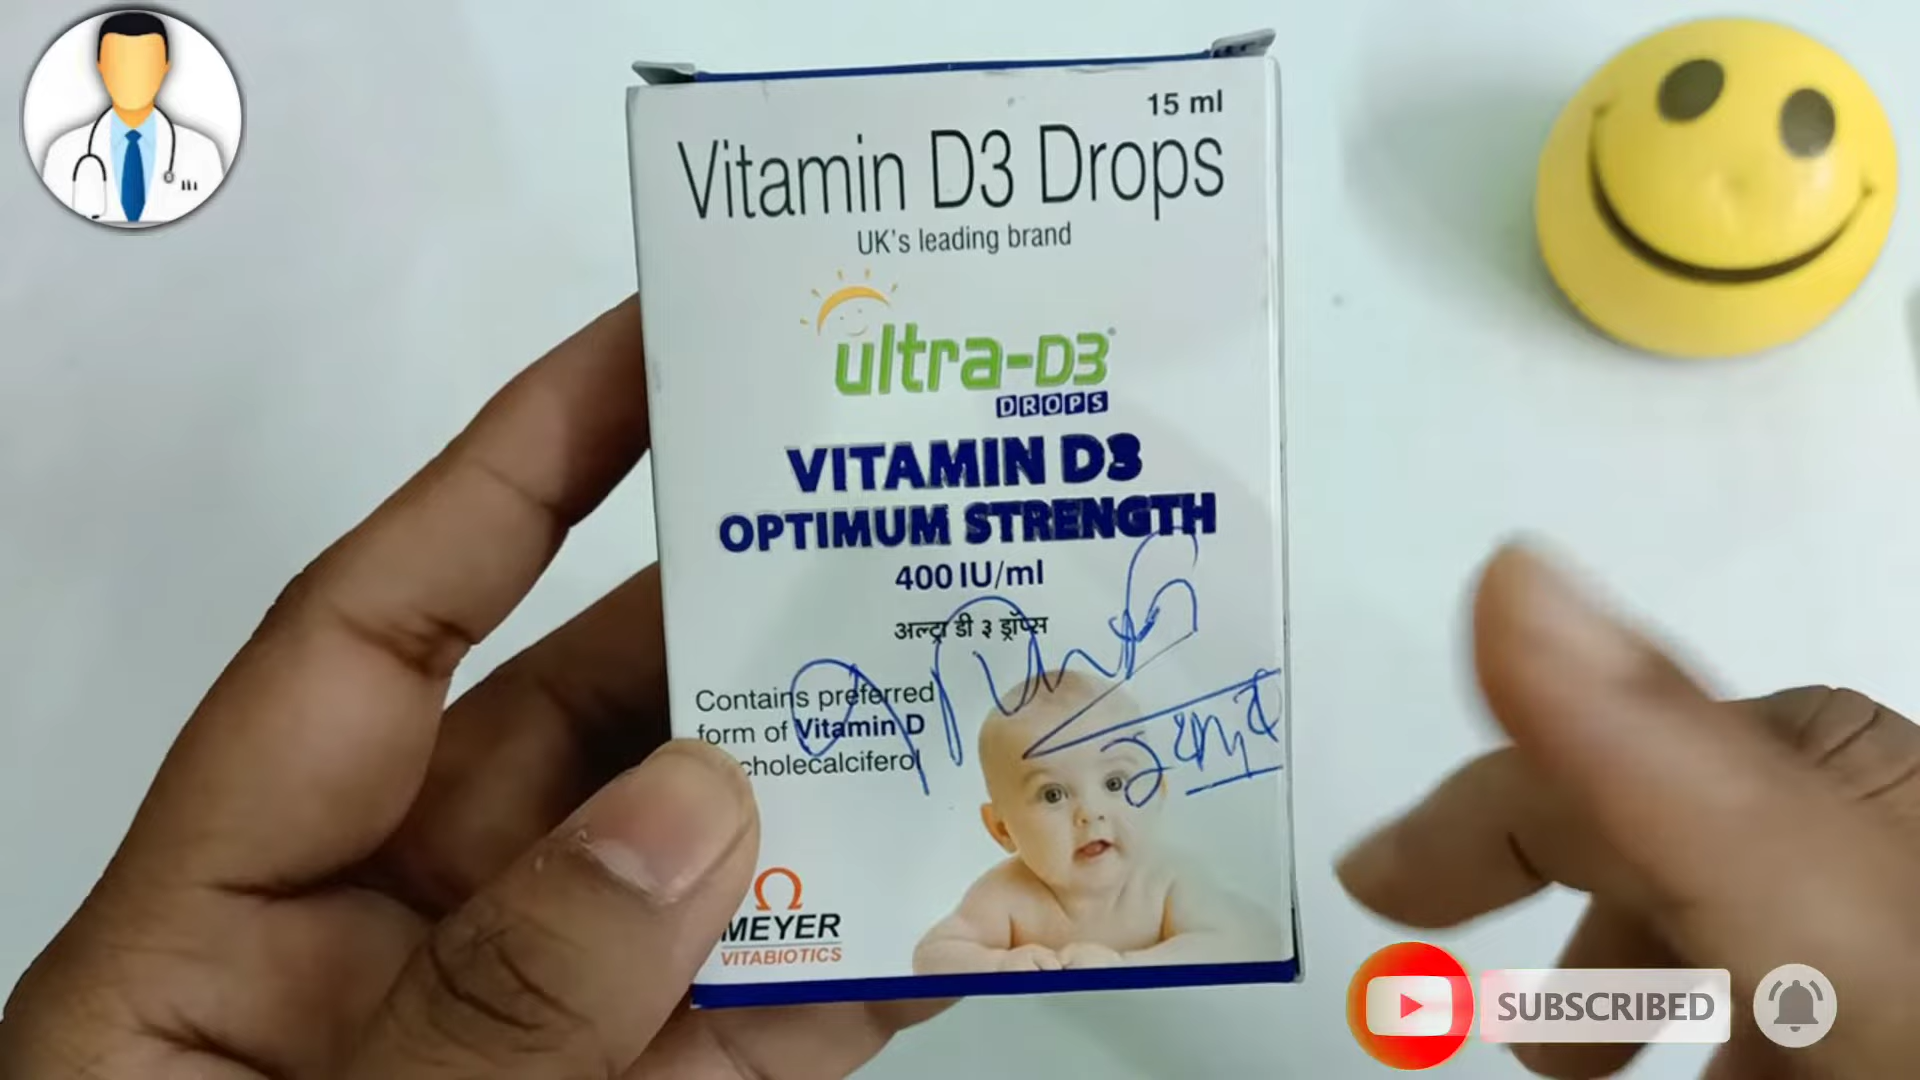 15 ml
Vitamin D3 Drops
UK's leading brand
ultra-D3
DROPS
VITAMIN D3
OPTIMUM STRENGTH
400 IU/ml
अल्ट्रा डी ३ ड्रॉप्स
Contains preferred
form of Vitamin D
cholecalciferol
MEYER
VITABIOTICS
SUBSCRIBED